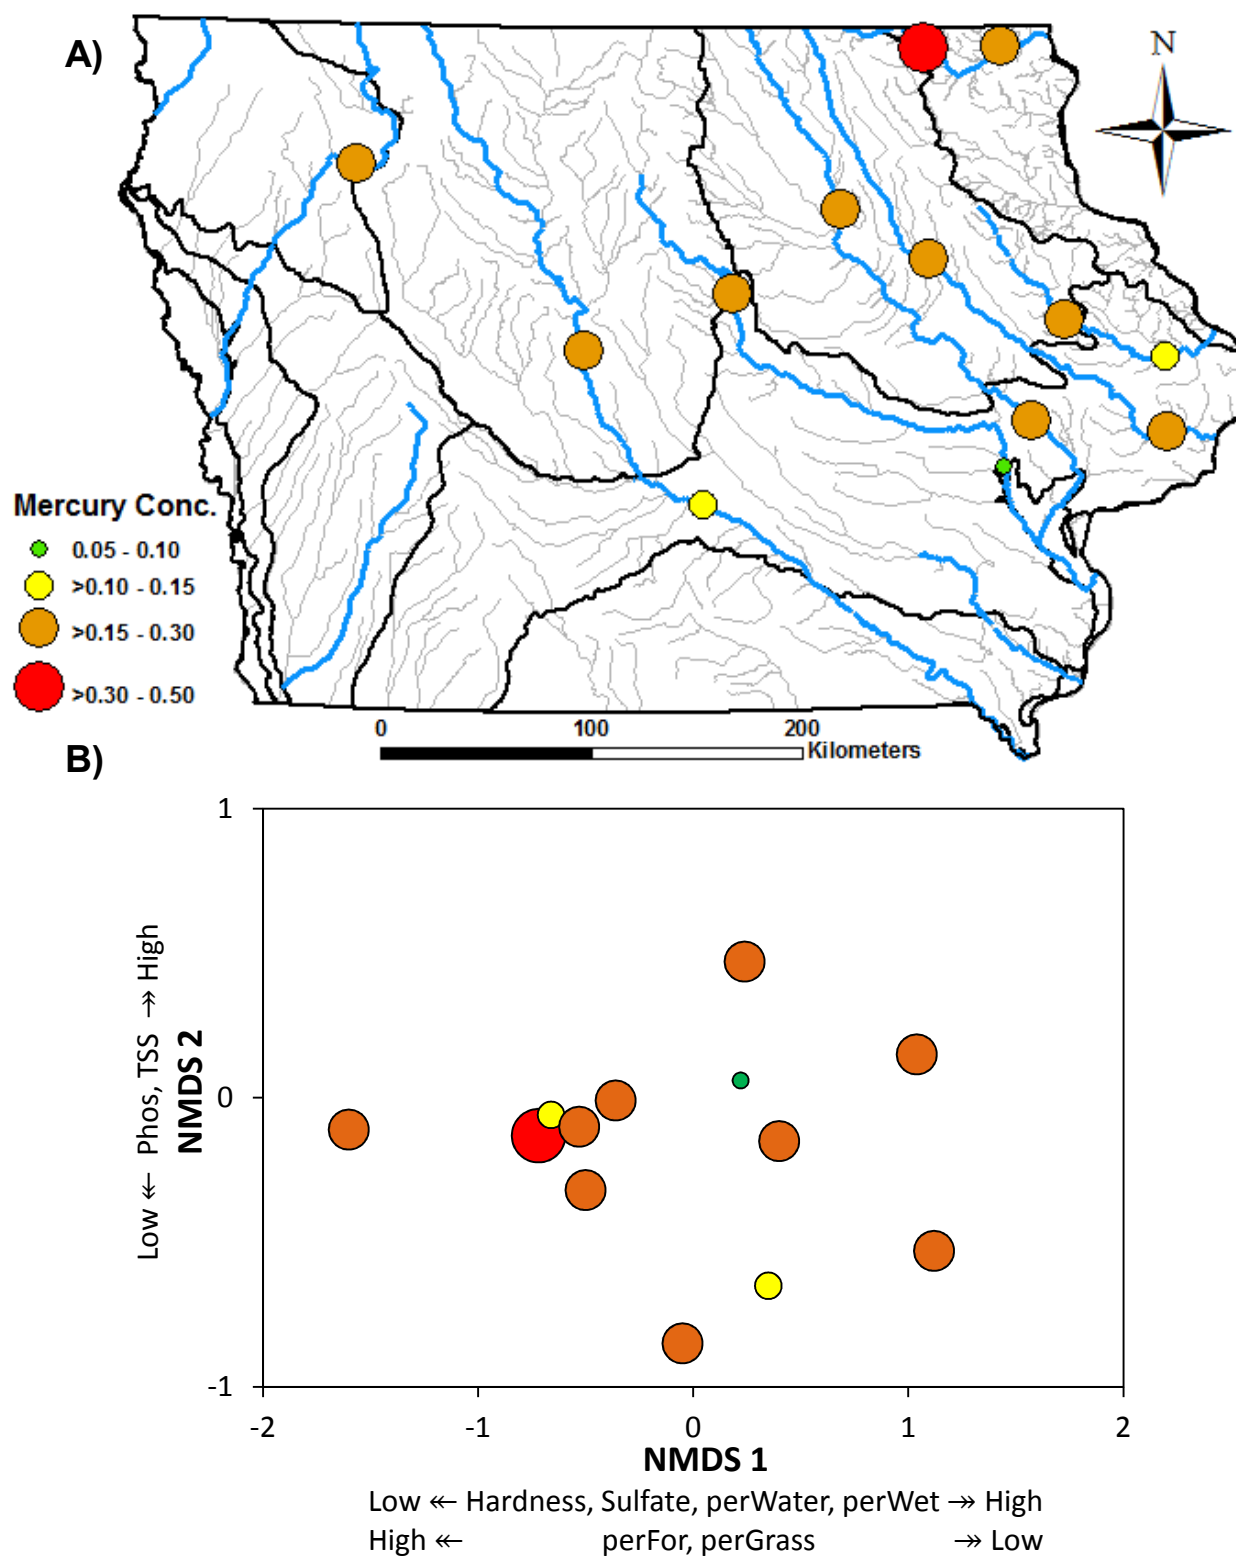 A)
N
Mercury Conc.
0.05 - 0.10
>0.10 - 0.15
>0.15 - 0.30
>0.30 - 0.50
0 100 200
Kilometers
B)
1
0
-1
Low ↞ Phos, TSS ↠ High
NMDS 2
-2 -1 0 1 2
NMDS 1
Low ↞ Hardness, Sulfate, perWater, perWet ↠ High
High ↞ perFor, perGrass ↠ Low